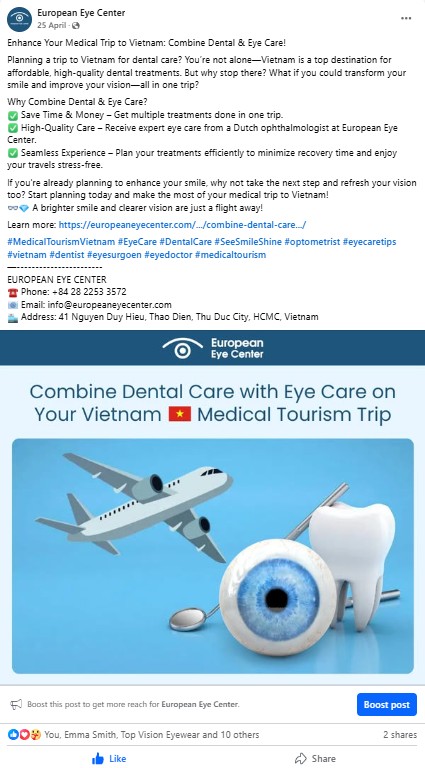 European Eye Center
25 April ·
Enhance Your Medical Trip to Vietnam: Combine Dental & Eye Care!
Planning a trip to Vietnam for dental care? You're not alone—Vietnam is a top destination for
affordable, high-quality dental treatments. But why stop there? What if you could transform your
smile and improve your vision—all in one trip?
Why Combine Dental & Eye Care?
✅ Save Time & Money – Get multiple treatments done in one trip.
✅ High-Quality Care – Receive expert eye care from a Dutch ophthalmologist at European Eye
Center.
✅ Seamless Experience – Plan your treatments efficiently to minimize recovery time and enjoy
your travels stress-free.
If you're already planning to enhance your smile, why not take the next step and refresh your vision
too? Start planning today and make the most of your medical trip to Vietnam!
👓💎 A brighter smile and clearer vision are just a flight away!
Learn more: https://europeaneyecenter.com/.../combine-dental-care.../
#MedicalTourismVietnam #EyeCare #DentalCare #SeeSmileShine #optometrist #eyecaretips
#vietnam #dentist #eyesurgoen #eyedoctor #medicaltourism
—-----------------------
EUROPEAN EYE CENTER
☎️ Phone: +84 28 2253 3572
📧 Email: info@europeaneyecenter.com
🏥 Address: 41 Nguyen Duy Hieu, Thao Dien, Thu Duc City, HCMC, Vietnam
European
Eye Center
Combine Dental Care with Eye Care on
Your Vietnam 🇻🇳 Medical Tourism Trip
Boost this post to get more reach for European Eye Center.
Boost post
You, Emma Smith, Top Vision Eyewear and 10 others
2 shares
Like
Share